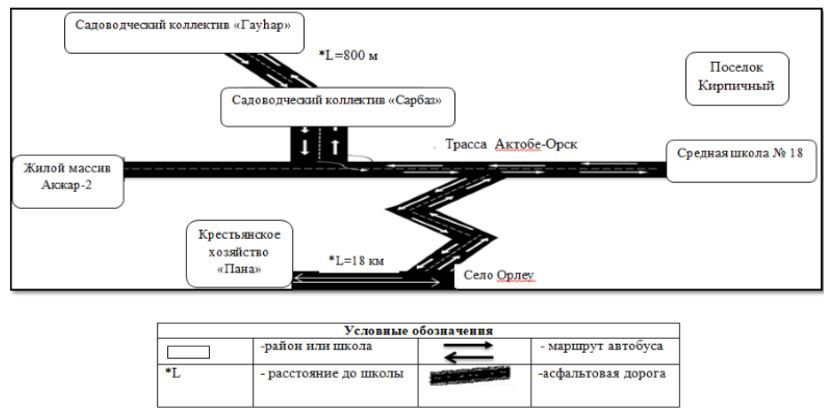 Садоводческий коллектив «Гауһар»
*L=800 м
Поселок
Кирпичный
Садоводческий коллектив «Сарбаз»
Трасса Актобе-Орск
Средная школа № 18
Жилой массив
Акжар-2
Крестьянское
хозяйство
«Пана»
*L=18 км
Село Орлеу
Условные обозначения
-район или школа
- маршрут автобуса
*L
- расстояние до школы
-асфальтовая дорога